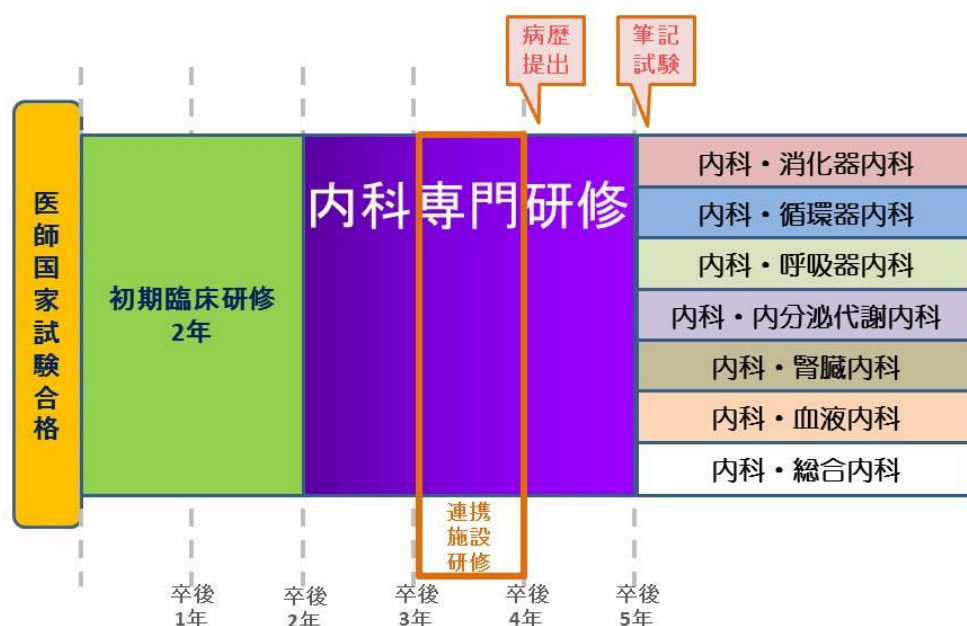 病歴
提出
筆記
試験
医師国家試験合格
初期臨床研修
2年
内科専門研修
連携
施設
研修
内科・消化器内科
内科・循環器内科
内科・呼吸器内科
内科・内分泌代謝内科
内科・腎臓内科
内科・血液内科
内科・総合内科
卒後
1年
卒後
2年
卒後
3年
卒後
4年
卒後
5年